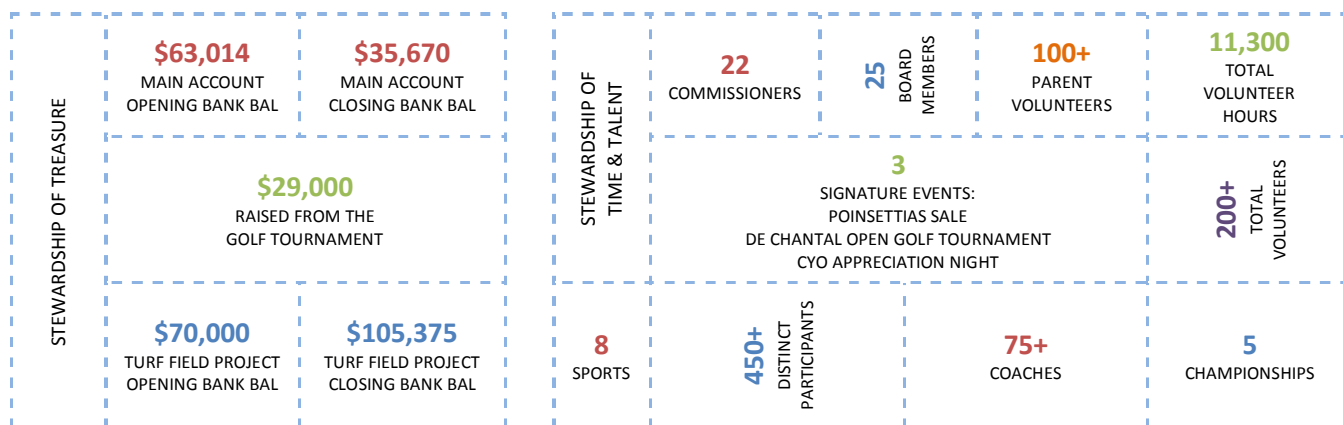 STEWARDSHIP OF TREASURE
$63,014
MAIN ACCOUNT
OPENING BANK BAL
$35,670
MAIN ACCOUNT
CLOSING BANK BAL
$29,000
RAISED FROM THE
GOLF TOURNAMENT
$70,000
TURF FIELD PROJECT
OPENING BANK BAL
$105,375
TURF FIELD PROJECT
CLOSING BANK BAL
STEWARDSHIP OF
TIME & TALENT
22
COMMISSIONERS
25
BOARD
MEMBERS
100+
PARENT
VOLUNTEERS
11,300
TOTAL
VOLUNTEER
HOURS
3
SIGNATURE EVENTS:
POINSETTIAS SALE
DE CHANTAL OPEN GOLF TOURNAMENT
CYO APPRECIATION NIGHT
200+
TOTAL
VOLUNTEERS
8
SPORTS
450+
DISTINCT
PARTICIPANTS
75+
COACHES
5
CHAMPIONSHIPS